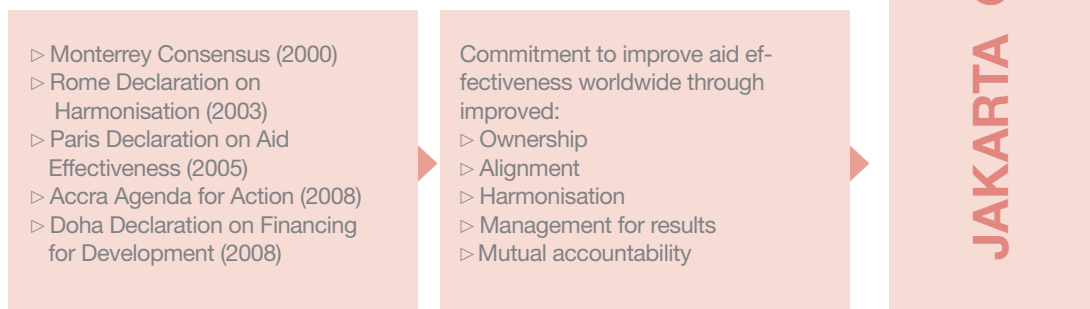 ▷ Monterrey Consensus (2000)
▷ Rome Declaration on
Harmonisation (2003)
▷ Paris Declaration on Aid
Effectiveness (2005)
▷ Accra Agenda for Action (2008)
▷ Doha Declaration on Financing
for Development (2008)
Commitment to improve aid ef-
fectiveness worldwide through
improved:
▷ Ownership
▷ Alignment
▷ Harmonisation
▷ Management for results
▷ Mutual accountability
JAKARTA